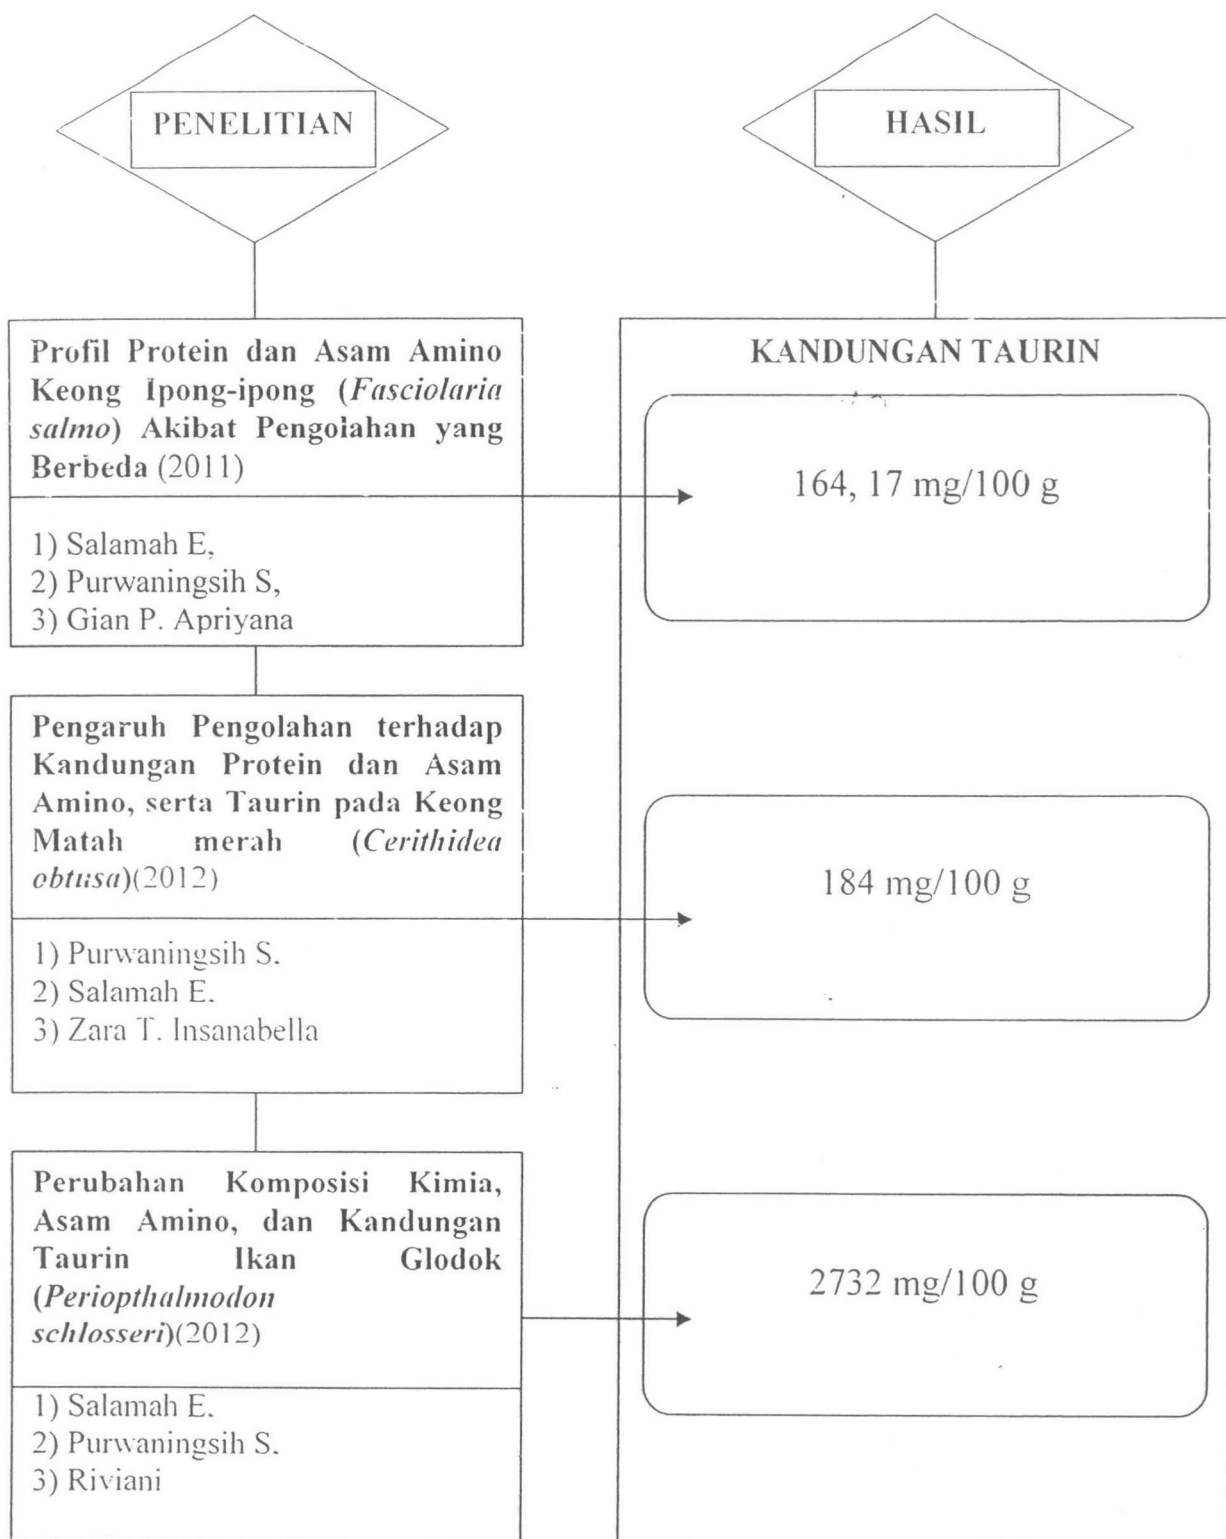 PENELITIAN
HASIL
Profil Protein dan Asam Amino
Keong Ipong-ipong (Fasciolaria
salmo) Akibat Pengolahan yang
Berbeda (2011)
1) Salamah E,
2) Purwaningsih S,
3) Gian P. Apriyana
KANDUNGAN TAURIN
164, 17 mg/100 g
Pengaruh Pengolahan terhadap
Kandungan Protein dan Asam
Amino, serta Taurin pada Keong
Matah merah (Cerithidea
obtusa)(2012)
1) Purwaningsih S.
2) Salamah E.
3) Zara T. Insanabella
184 mg/100 g
Perubahan Komposisi Kimia,
Asam Amino, dan Kandungan
Taurin Ikan Glodok
(Periopthalmodon
schlosseri)(2012)
1) Salamah E.
2) Purwaningsih S.
3) Riviani
2732 mg/100 g